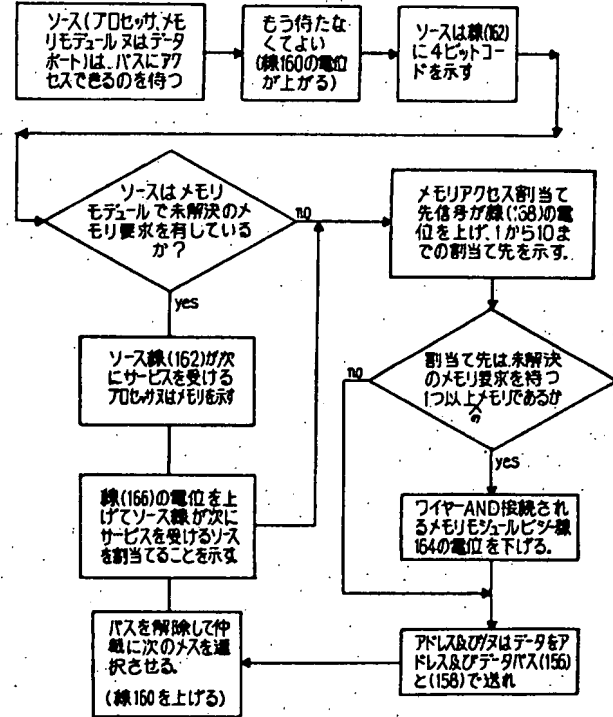 ソース(プロセッサ、メモ
リモデュール又はデータ
ポート)は、バスにアク
セスできるのを待つ
もう待たな
くてよい
(線160の電位
が上がる)
ソースは線(162)
に4ビットコー
ドを示す
ソースはメモリ
モデュールで未解決のメ
モリ要求を有しているか
か?
no
yes
ソース線(162)が次
にサービスを受ける
プロセッサ又はメモリを示す
線(166)の電位を上
げてソース線が次に
サービスを受けるソース
を割当てることを示す
バスを解除して仲
裁に次のメスを選
択させる。
(線160を上げる)
メモリアクセス割当て
先信号が線(168)の電
位を上げ、1から10ま
での割当て先を示す。
割当て先は未解決
のメモリ要求を待つ
1つ以上メモリであるか
の
no
yes
ワイヤーAND接続され
るメモリモジュールビジー線
164の電位を下げる。
アドレス及び/又はデータをア
ドレス及びデータバス(156)
と(158)で送れ